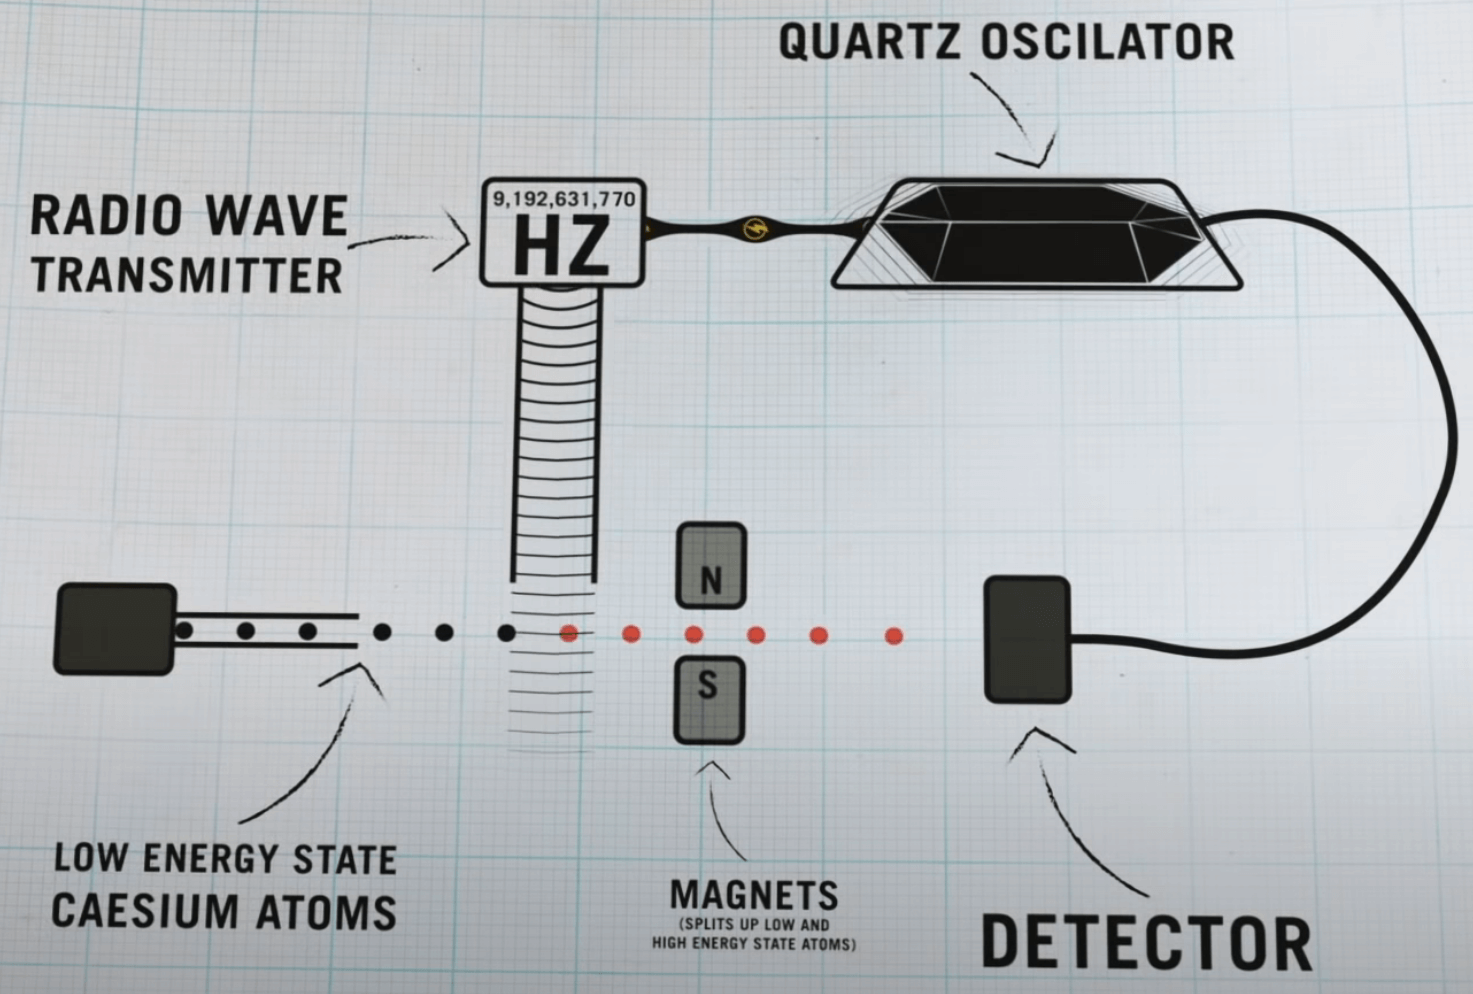 QUARTZ OSCILATOR
RADIO WAVE
TRANSMITTER
9,192,631,770
HZ
N
S
LOW ENERGY STATE
CAESIUM ATOMS
MAGNETS
(SPLITS UP LOW AND
HIGH ENERGY STATE ATOMS)
DETECTOR